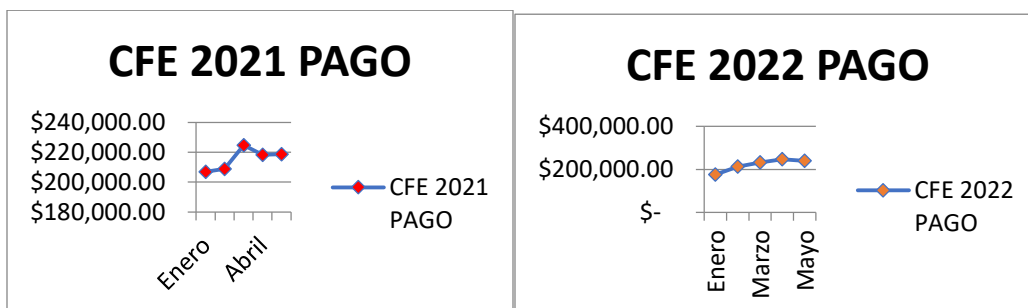 CFE 2021 PAGO
$240,000.00
$220,000.00
$200,000.00
$180,000.00
Enero
Abril
CFE 2021
PAGO
CFE 2022 PAGO
$400,000.00
$200,000.00
$-
Enero
Marzo
Mayo
CFE 2022
PAGO